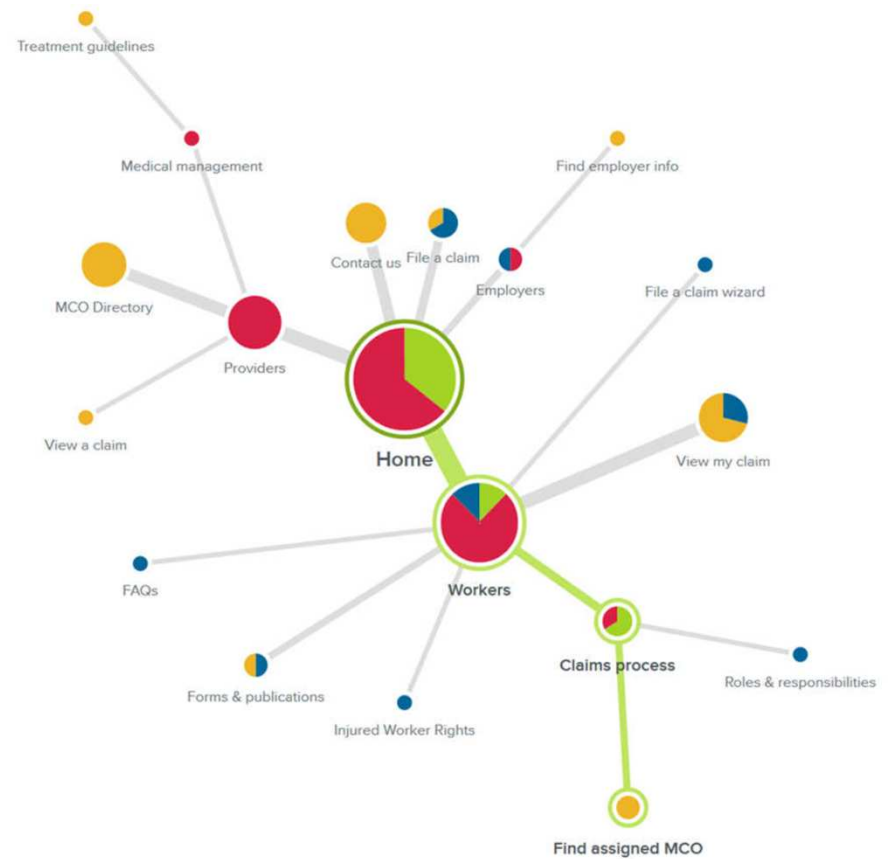 Treatment guidelines
Medical management
Find employer info
Contact us
File a claim
Employers
File a claim wizard
MCO Directory
Providers
View a claim
Home
View my claim
Workers
FAQs
Claims process
Forms & publications
Roles & responsibilities
Injured Worker Rights
Find assigned MCO